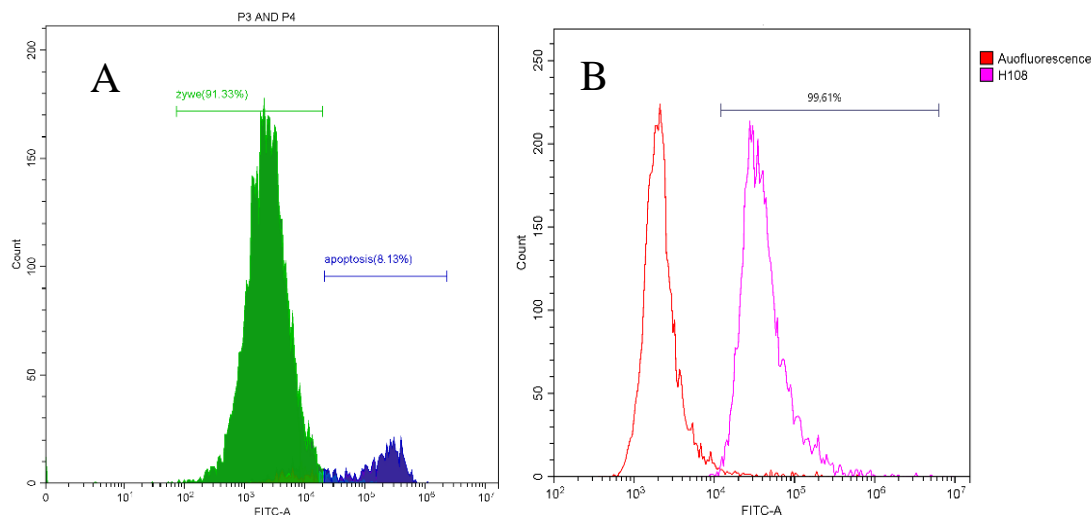 P3 AND P4
A
żywe(91.33%)
apoptosis(8.13%)
Count
200
150
100
50
0
0
10¹
10²
10³
10⁴
10⁵
10⁶
10⁷
FITC-A
B
99,61%
Count
250
200
150
100
50
0
10²
10³
10⁴
10⁵
10⁶
10⁷
FITC-A
Auofluorescence
H108